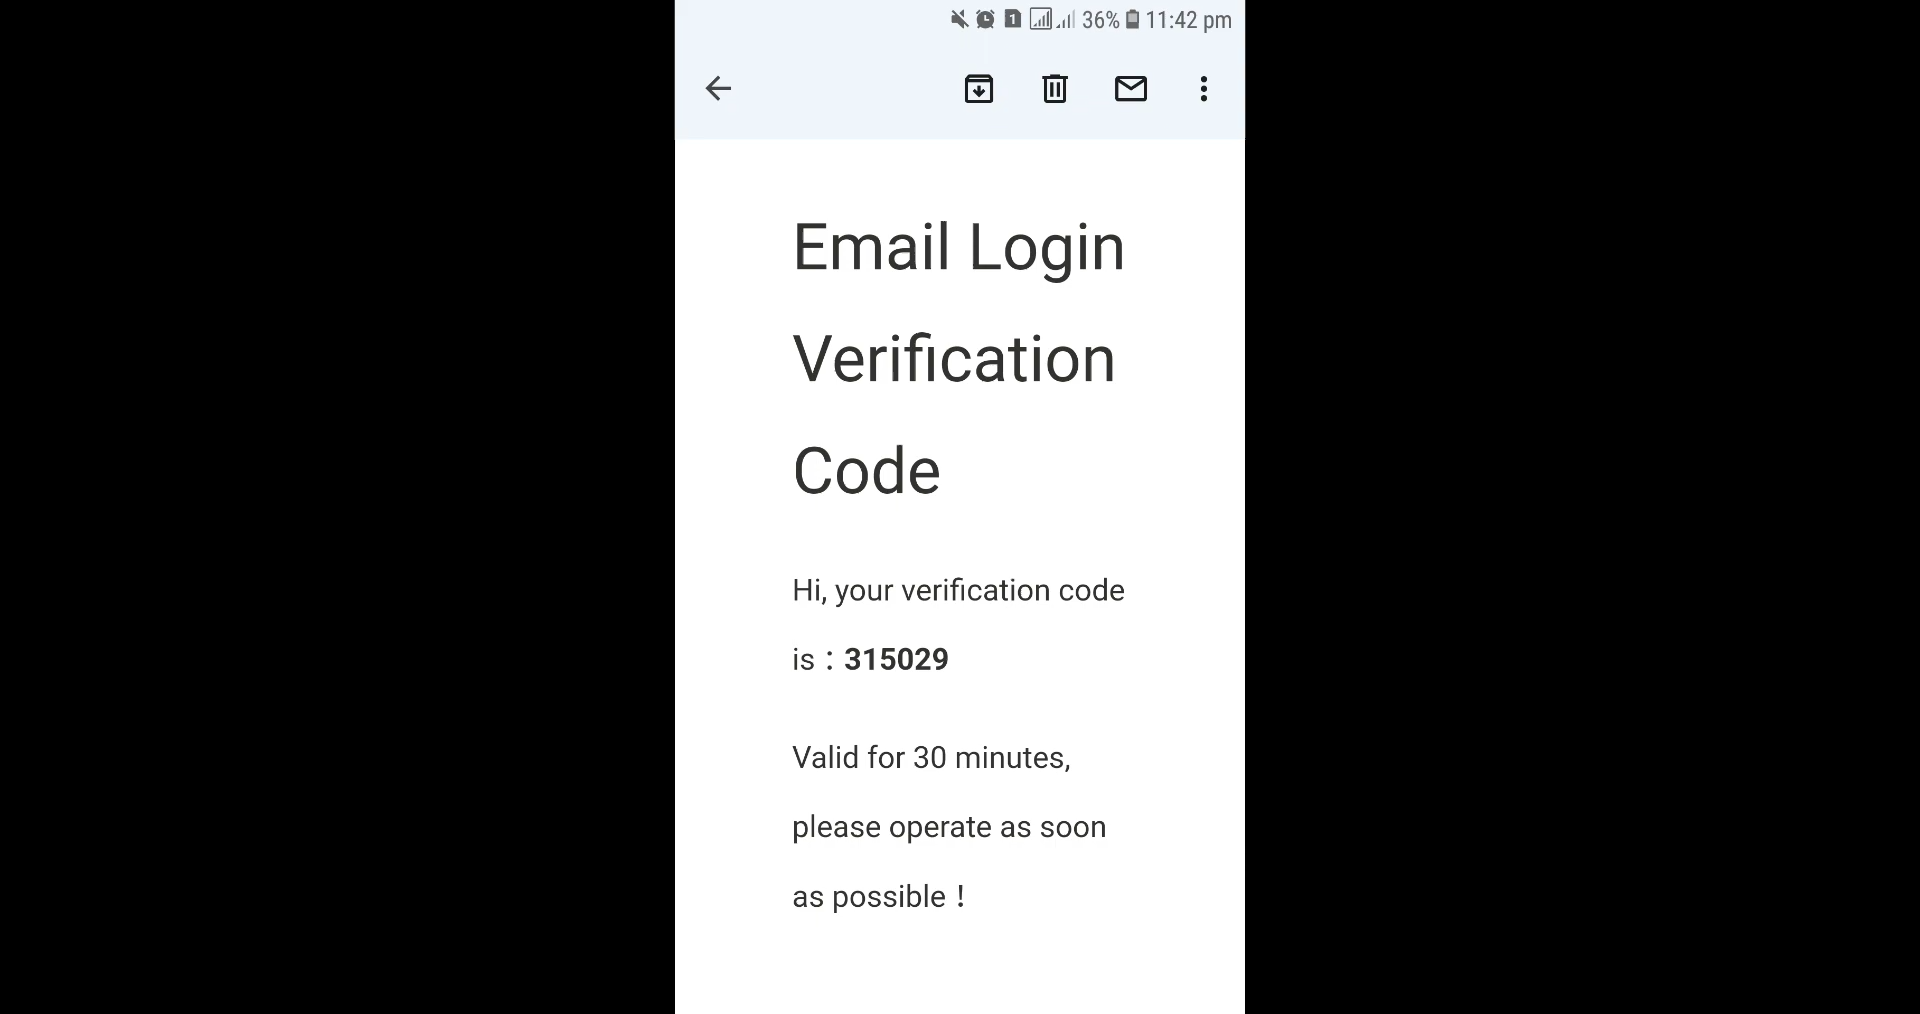 1 36% 11:42 pm
Email Login
Verification
Code
Hi, your verification code
is：315029
Valid for 30 minutes,
please operate as soon
as possible！